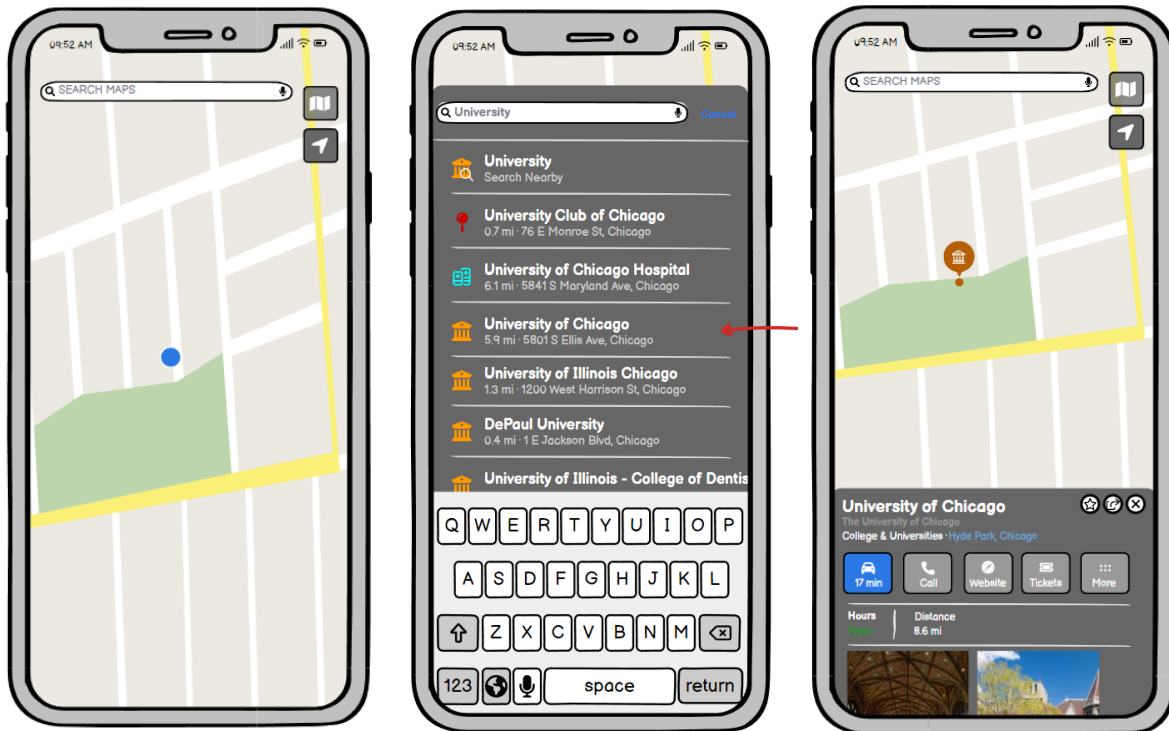 09:52 AM
SEARCH MAPS
09:52 AM
University
Cancel
University
Search Nearby
University Club of Chicago
0.7 mi · 76 E Monroe St, Chicago
University of Chicago Hospital
6.1 mi · 5841 S Maryland Ave, Chicago
University of Chicago
5.9 mi · 5801 S Ellis Ave, Chicago
University of Illinois Chicago
1.3 mi · 1200 West Harrison St, Chicago
DePaul University
0.4 mi · 1 E Jackson Blvd, Chicago
University of Illinois - College of Dentis
Q W E R T Y U I O P
A S D F G H J K L
Z X C V B N M
123 space return
09:52 AM
SEARCH MAPS
University of Chicago
The University of Chicago
College & Universities · Hyde Park, Chicago
17 min Call Website Tickets More
Hours Distance
Open 8.6 mi